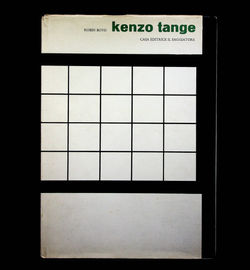 ROBIN BOYD kenzo tange
CASA EDITRICE IL SAGGIATORE